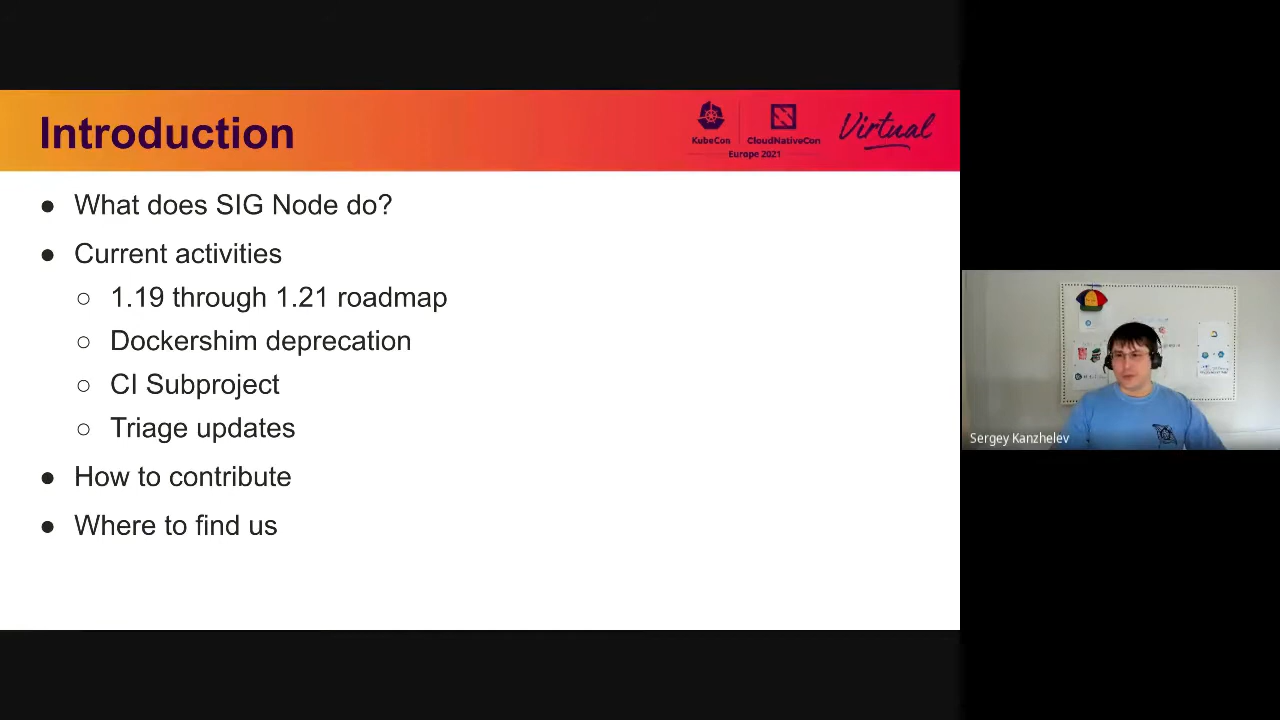 Introduction
KubeCon
CloudNativeCon
Europe 2021
Virtual
● What does SIG Node do?
● Current activities
○ 1.19 through 1.21 roadmap
○ Dockershim deprecation
○ CI Subproject
○ Triage updates
● How to contribute
● Where to find us
Sergey Kanzhelev